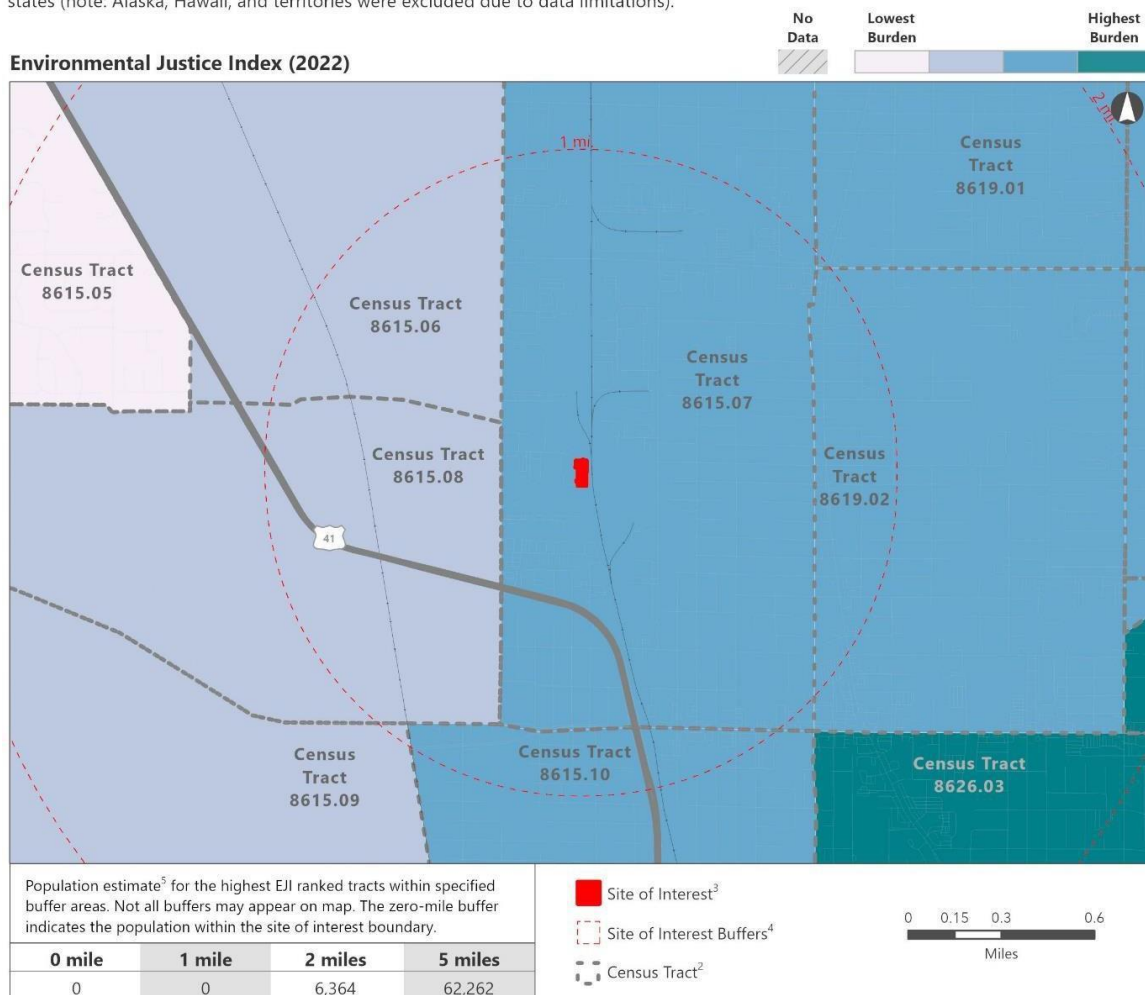 states (note: Alaska, Hawaii, and territories were excluded due to data limitations).
No
Data
Lowest
Burden
Highest
Burden
Environmental Justice Index (2022)
1 mi.
2 mi.
Census
Tract
8619.01
Census Tract
8615.05
Census Tract
8615.06
Census
Tract
8615.07
Census Tract
8615.08
Census
Tract
8619.02
41
Census Tract
8615.10
Census
Tract
8615.09
Census Tract
8626.03
Population estimate5 for the highest EJI ranked tracts within specified
buffer areas. Not all buffers may appear on map. The zero-mile buffer
indicates the population within the site of interest boundary.
0 mile 1 mile 2 miles 5 miles
0 0 6,364 62,262
Site of Interest3
Site of Interest Buffers4
Census Tract2
0 0.15 0.3 0.6
Miles